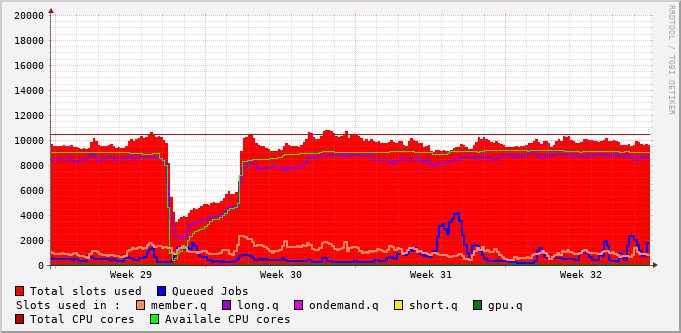 RRDTOOL / TOBI OETIKER
20000
18000
16000
14000
12000
10000
8000
6000
4000
2000
0
Week 29 Week 30 Week 31 Week 32
Total slots used Queued Jobs
Slots used in : member.q long.q ondemand.q short.q gpu.q
Total CPU cores Availale CPU cores